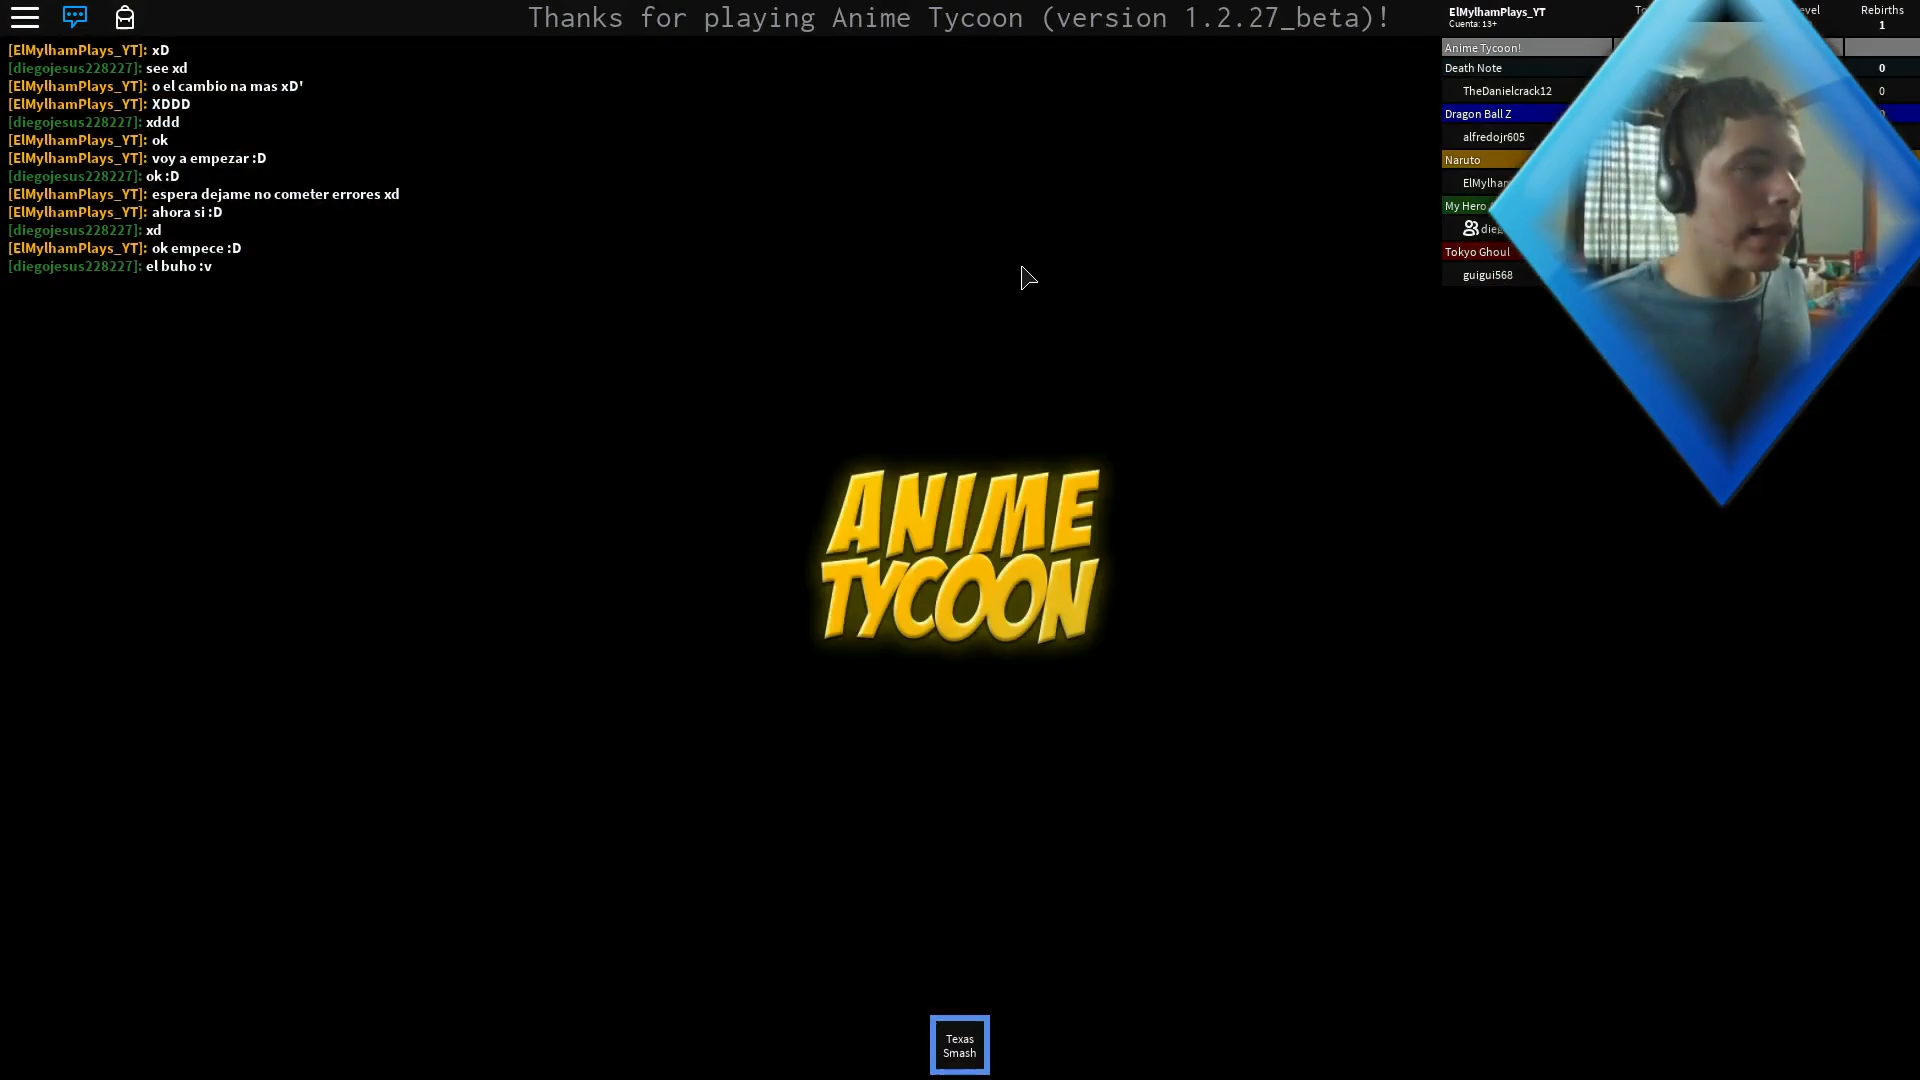 Thanks for playing Anime Tycoon (version 1.2.27_beta)!
[ElMylhamPlays_YT]: xD
[diegojesus228227]: see xd
[ElMylhamPlays_YT]: o el cambio na mas xD'
[ElMylhamPlays_YT]: XDDD
[diegojesus228227]: xddd
[ElMylhamPlays_YT]: ok
[ElMylhamPlays_YT]: voy a empezar :D
[diegojesus228227]: ok :D
[ElMylhamPlays_YT]: espera dejame no cometer errores xd
[ElMylhamPlays_YT]: ahora si :D
[diegojesus228227]: xd
[ElMylhamPlays_YT]: ok empece :D
[diegojesus228227]: el buho :v
ElMylhamPlays_YT Rebirths
Cuenta: 13+ 1
Anime Tycoon!
Death Note 0
TheDanielcrack12 0
Dragon Ball Z
alfredojr605
Naruto
ElMylham
My Hero
dieg
Tokyo Ghoul
guigui568
ANIME
TYCOON
Texas
Smash